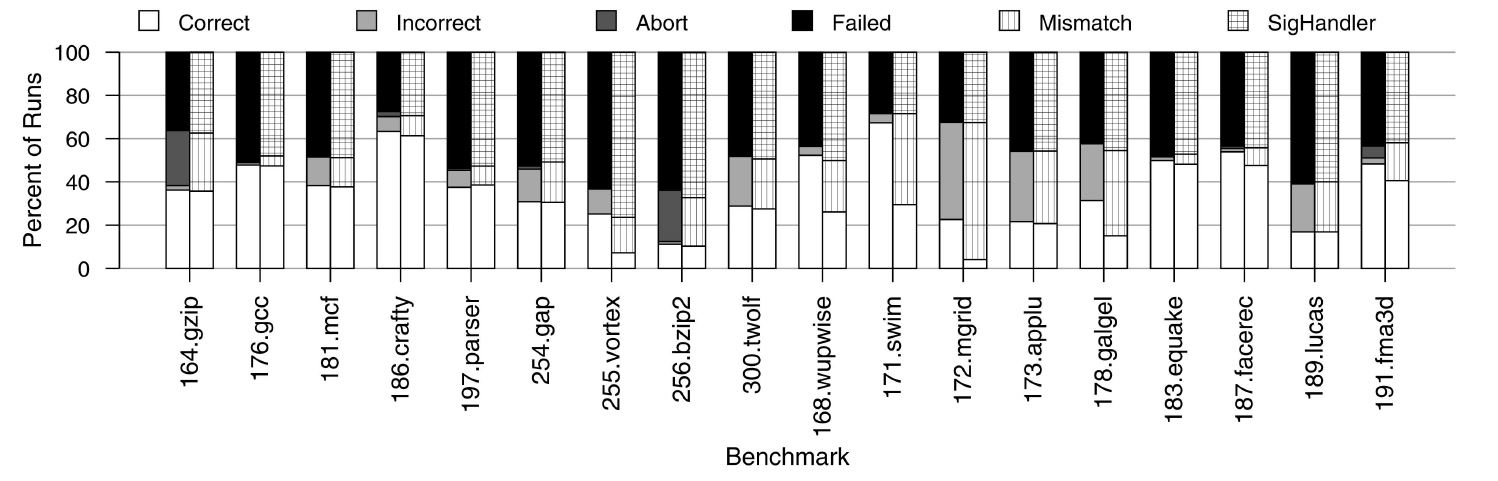 Correct Incorrect Abort Failed Mismatch SigHandler
100
80
60
40
20
0
Percent of Runs
164.gzip
176.gcc
181.mcf
186.crafty
197.parser
254.gap
255.vortex
256.bzip2
300.twolf
168.wupwise
171.swim
172.mgrid
173.applu
178.galgel
183.equake
187.facerec
189.lucas
191.fma3d
Benchmark